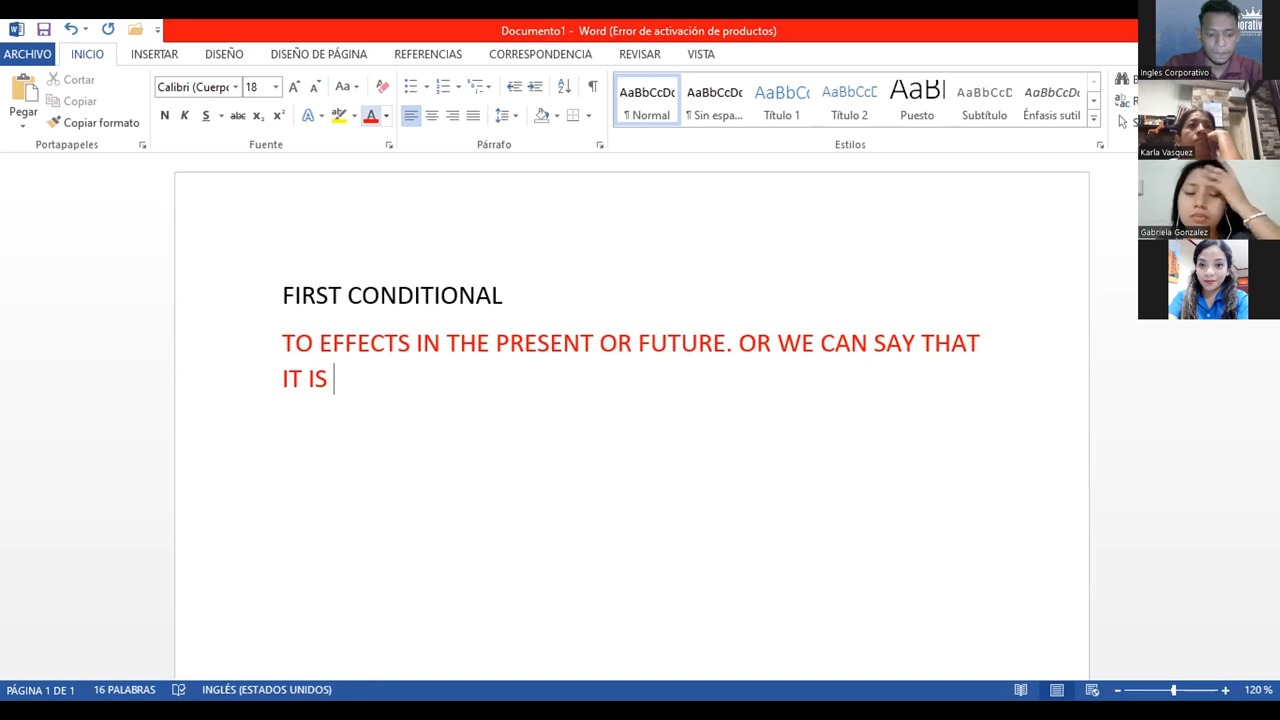 Documento1 - Word (Error de activación de productos)
ARCHIVO INICIO INSERTAR DISEÑO DISEÑO DE PÁGINA REFERENCIAS CORRESPONDENCIA REVISAR VISTA
Pegar
Cortar
Copiar
Copiar formato
Portapapeles
Calibri (Cuerpo 18
Aa
N K S abc x₂ x² A A
Fuente
Párrafo
AaBbCcDc AaBbCcDc AaBbCc AaBbCcD AaBl AaBbCcD AaBbCcDc
¶ Normal ¶ Sin espa... Título 1 Título 2 Puesto Subtítulo Énfasis sutil
Estilos
Ingles Corporativo
Karla Vasquez
Gabriela Gonzalez
FIRST CONDITIONAL
TO EFFECTS IN THE PRESENT OR FUTURE. OR WE CAN SAY THAT
IT IS
PÁGINA 1 DE 1 16 PALABRAS INGLÉS (ESTADOS UNIDOS) 120 %